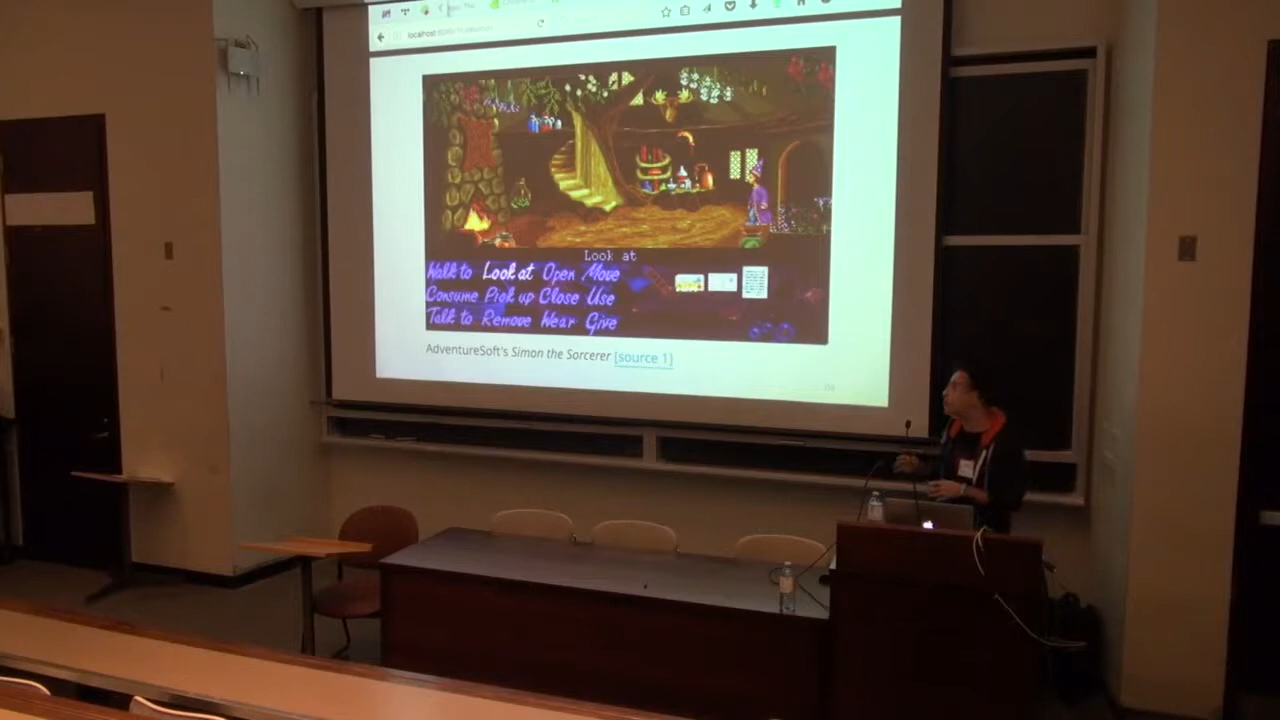 localhost
Look at
Walk to Look at Open Move
Consume Pick up Close Use
Talk to Remove Wear Give
AdventureSoft's Simon the Sorcerer [source 1]